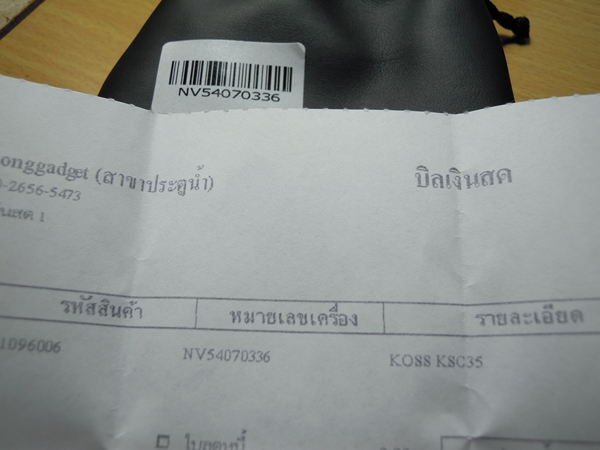 NV54070336
onggadget (สาขาประตูน้ำ)
-2656-5473
บิลเงินสด
นสด 1
รหัสสินค้า หมายเลขเครื่อง รายละเอียด
1096006 NV54070336 KOSS KSC35